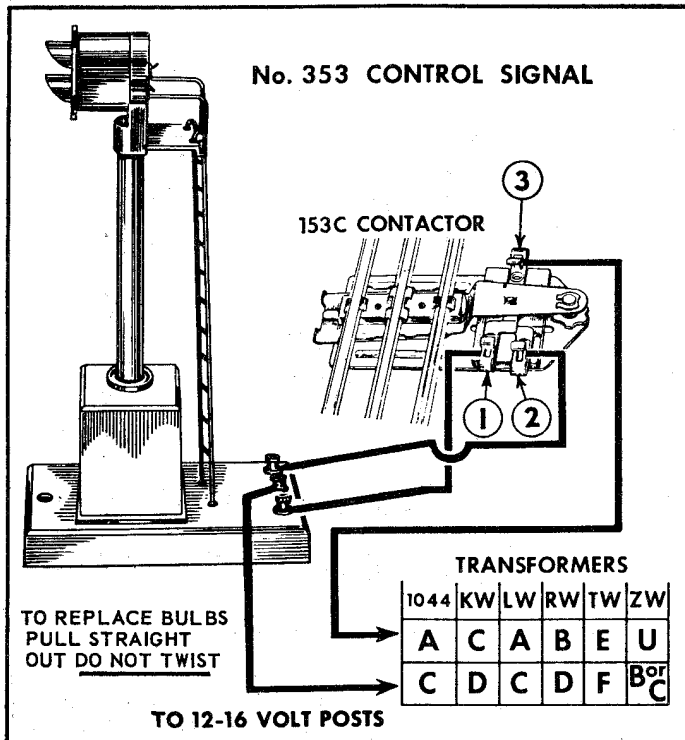 No. 353 CONTROL SIGNAL
3
153C CONTACTOR
1
2
TRANSFORMERS
1044 KW LW RW TW ZW
A C A B E U
C D C D F B or C
TO REPLACE BULBS
PULL STRAIGHT
OUT DO NOT TWIST
TO 12-16 VOLT POSTS